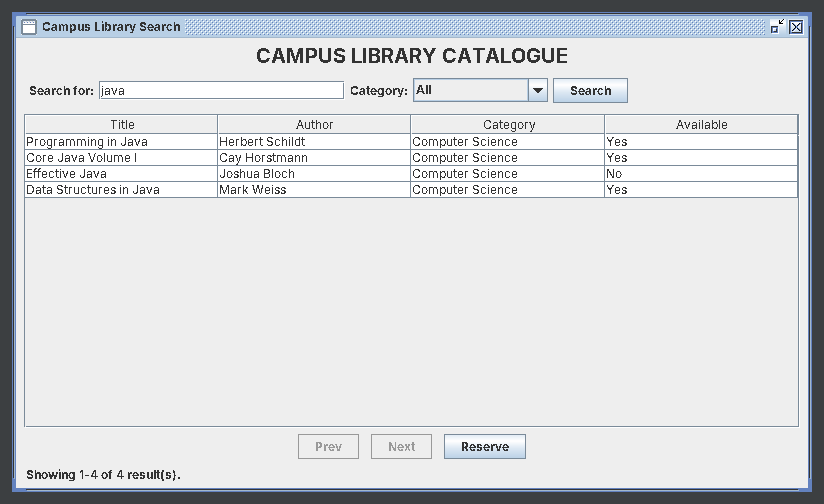 Campus Library Search
CAMPUS LIBRARY CATALOGUE
Search for: java Category: All Search
Title Author Category Available
Programming in Java Herbert Schildt Computer Science Yes
Core Java Volume I Cay Horstmann Computer Science Yes
Effective Java Joshua Bloch Computer Science No
Data Structures in Java Mark Weiss Computer Science Yes
Prev Next Reserve
Showing 1-4 of 4 result(s).